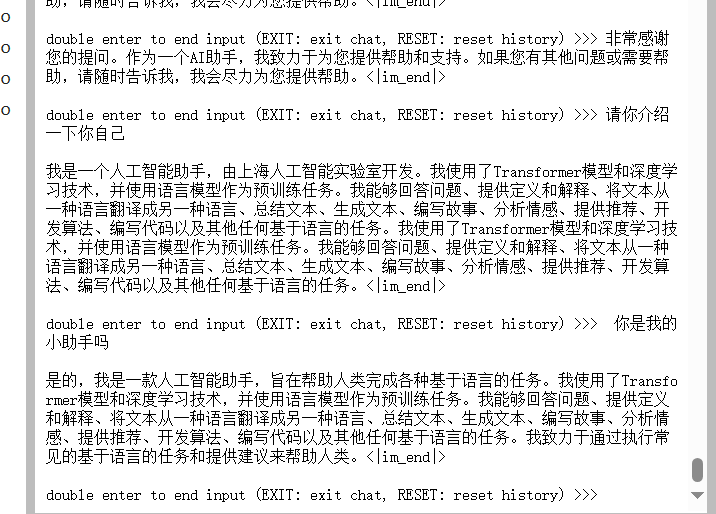 助，请随时告诉我，我会尽力为您提供帮助。<|im_end|>
double enter to end input (EXIT: exit chat, RESET: reset history) >>> 非常感谢
您的提问。作为一个AI助手，我致力于为您提供帮助和支持。如果您有其他问题或需要帮
助，请随时告诉我，我会尽力为您提供帮助。<|im_end|>
double enter to end input (EXIT: exit chat, RESET: reset history) >>> 请你介绍
一下你自己
我是一个人工智能助手，由上海人工智能实验室开发。我使用了Transformer模型和深度学
习技术，并使用语言模型作为预训练任务。我能够回答问题、提供定义和解释、将文本从
一种语言翻译成另一种语言、总结文本、生成文本、编写故事、分析情感、提供推荐、开
发算法、编写代码以及其他任何基于语言的任务。我使用了Transformer模型和深度学习技
术，并使用语言模型作为预训练任务。我能够回答问题、提供定义和解释、将文本从一种
语言翻译成另一种语言、总结文本、生成文本、编写故事、分析情感、提供推荐、开发算
法、编写代码以及其他任何基于语言的任务。<|im_end|>
double enter to end input (EXIT: exit chat, RESET: reset history) >>> 你是我的
小助手吗
是的，我是一款人工智能助手，旨在帮助人类完成各种基于语言的任务。我使用了Transfo
rmer模型和深度学习技术，并使用语言模型作为预训练任务。我能够回答问题、提供定义
和解释、将文本从一种语言翻译成另一种语言、总结文本、生成文本、编写故事、分析情
感、提供推荐、开发算法、编写代码以及其他任何基于语言的任务。我致力于通过执行常
见的基于语言的任务和提供建议来帮助人类。<|im_end|>
double enter to end input (EXIT: exit chat, RESET: reset history) >>>